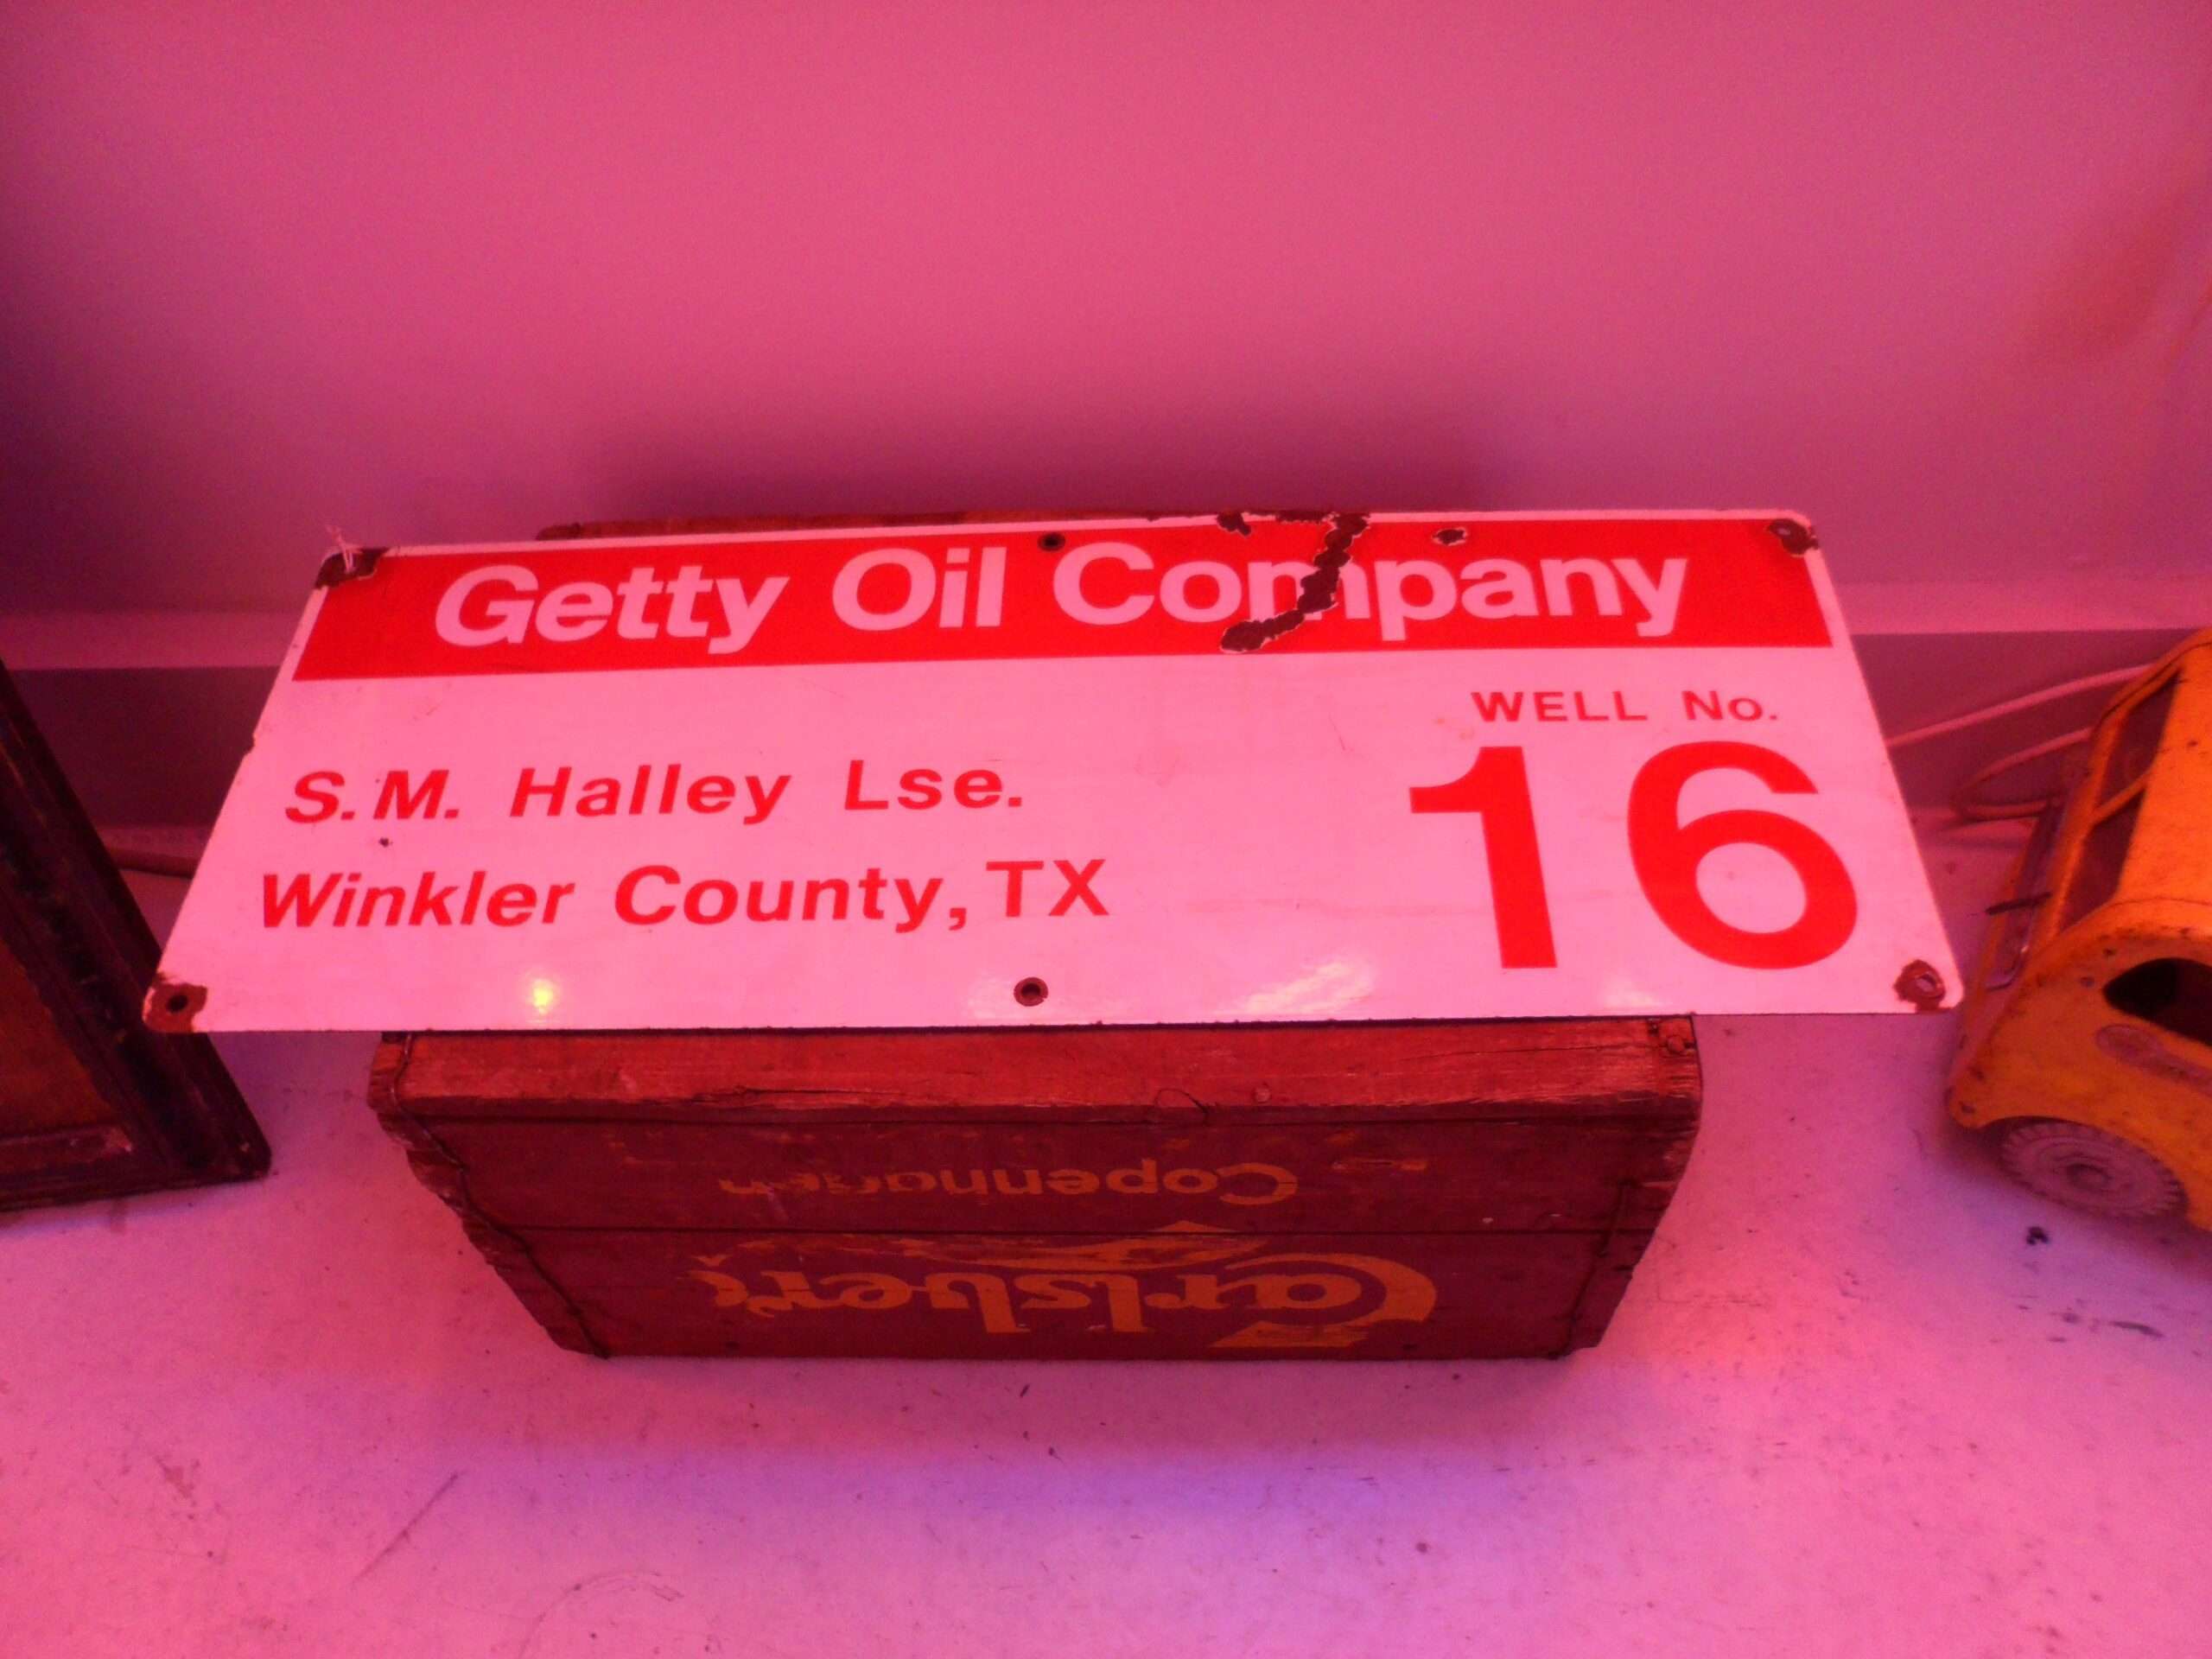 Getty Oil Company
WELL No.
16
S.M. Halley Lse.
Winkler County, TX
Copenhagen
Carlsberg